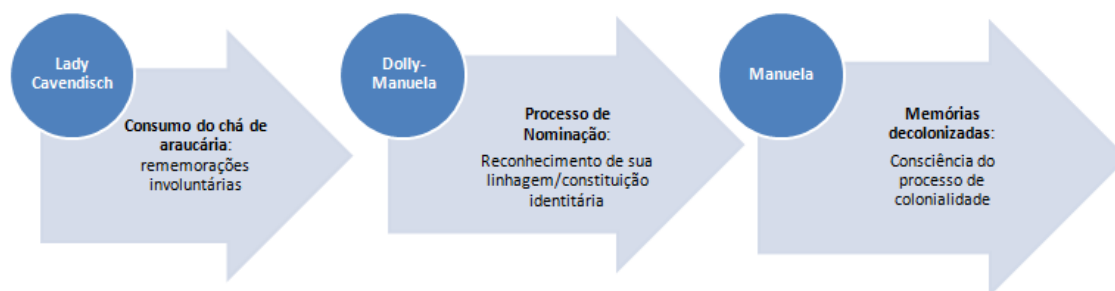 Lady
Cavendisch
Consumo do chá de
araucária:
rememorações
involuntárias
Dolly-
Manuela
Processo de
Nominação:
Reconhecimento de sua
linhagem/constituição
identitária
Manuela
Memórias
decolonizadas:
Consciência do
processo de
colonialidade